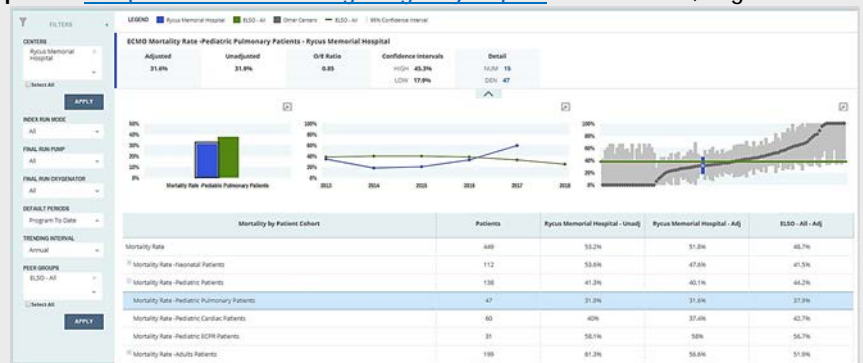 FILTERS
LEGEND Rycus Memorial Hospital ELSO - All Other Centers ELSO - All 95% Confidence Interval
CENTERS
Rycus Memorial
Hospital
Select All
APPLY
INDEX RUN MODE
All
FINAL RUN PUMP
All
FINAL RUN OXYGENATOR
All
DEFAULT PERIODS
Program To Date
TRENDING INTERVAL
Annual
PEER GROUPS
ELSO - All
Select All
APPLY
ECMO Mortality Rate -Pediatric Pulmonary Patients - Rycus Memorial Hospital
Adjusted Unadjusted O/E Ratio Confidence Intervals Detail
31.6% 31.9% 0.85 HIGH 45.3% NUM 15
LOW 17.9% DEN 47
50%
40%
30%
20%
10%
0%
Mortality Rate -Pediatric Pulmonary Patients
100%
80%
60%
40%
20%
0%
2013 2014 2015 2016 2017 2018
100%
80%
60%
40%
20%
0%
Mortality by Patient Cohort Patients Rycus Memorial Hospital - Unadj Rycus Memorial Hospital - Adj ELSO - All - Adj
Mortality Rate 449 53.2% 51.8% 48.7%
Mortality Rate -Neonatal Patients 112 53.6% 47.6% 41.5%
Mortality Rate -Pediatric Patients 138 41.3% 40.1% 44.2%
Mortality Rate -Pediatric Pulmonary Patients 47 31.9% 31.6% 37.3%
Mortality Rate -Pediatric Cardiac Patients 60 40% 37.4% 42.7%
Mortality Rate -Pediatric ECPR Patients 31 58.1% 58% 56.7%
Mortality Rate -Adults Patients 199 61.3% 56.6% 51.9%